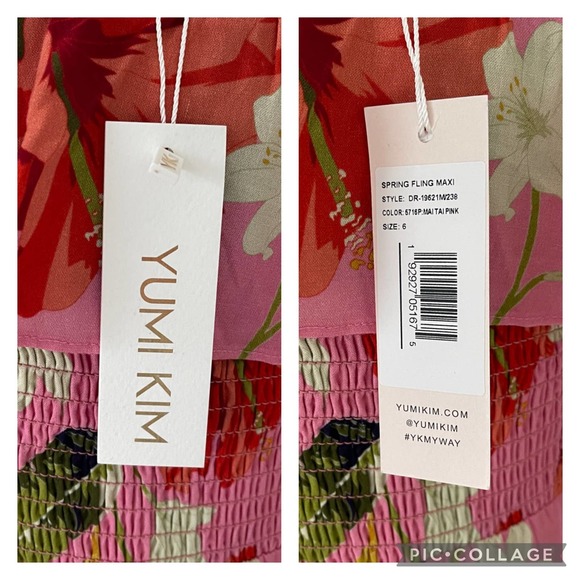 YUMI KIM
SPRING FLING MAXI
STYLE: DR-19621M/238
COLOR: 5716P:MAI TAI PINK
SIZE: 6
1 92927 05167 5
YUMIKIM.COM
@YUMIKIM
#YKMYWAY
PIC•COLLAGE